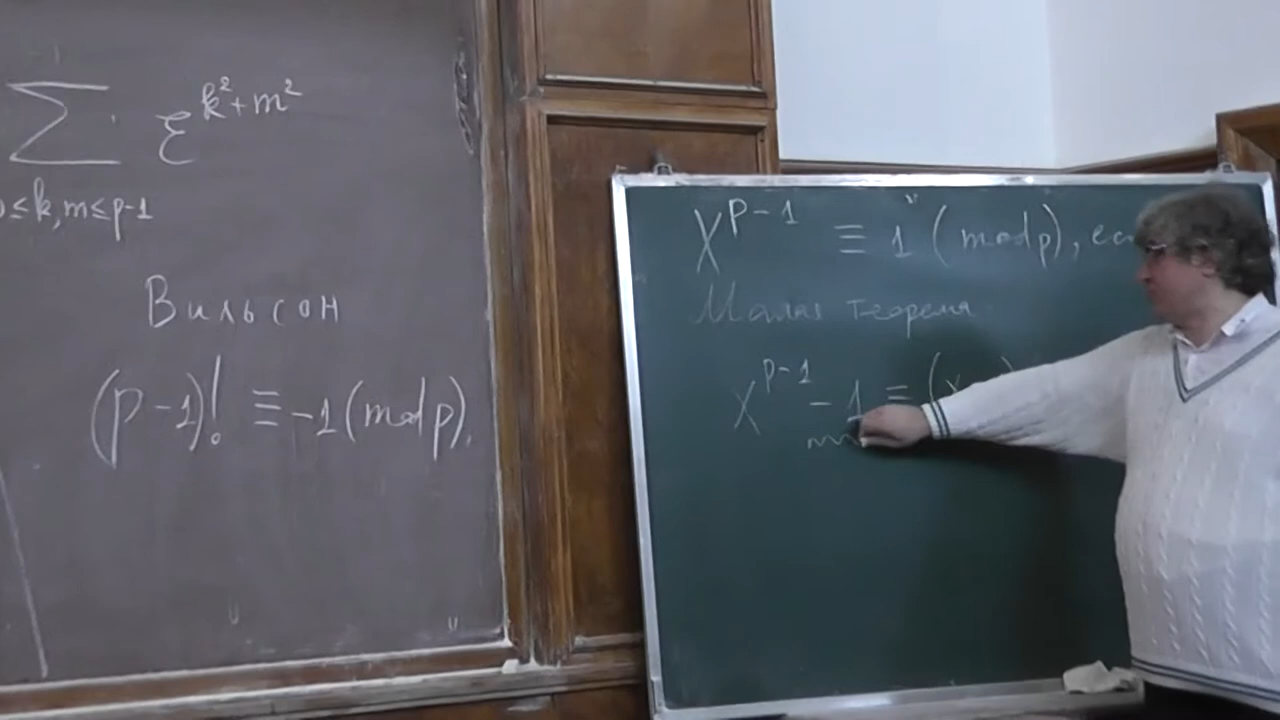 ∑ ε^{k²+m²}
0≤k,m≤p-1
Вильсон
(p-1)! ≡ -1 (mod p),
X^{p-1} ≡ 1 (mod p), ес
Малая теорема
X^{p-1} - 1 ≡ (x